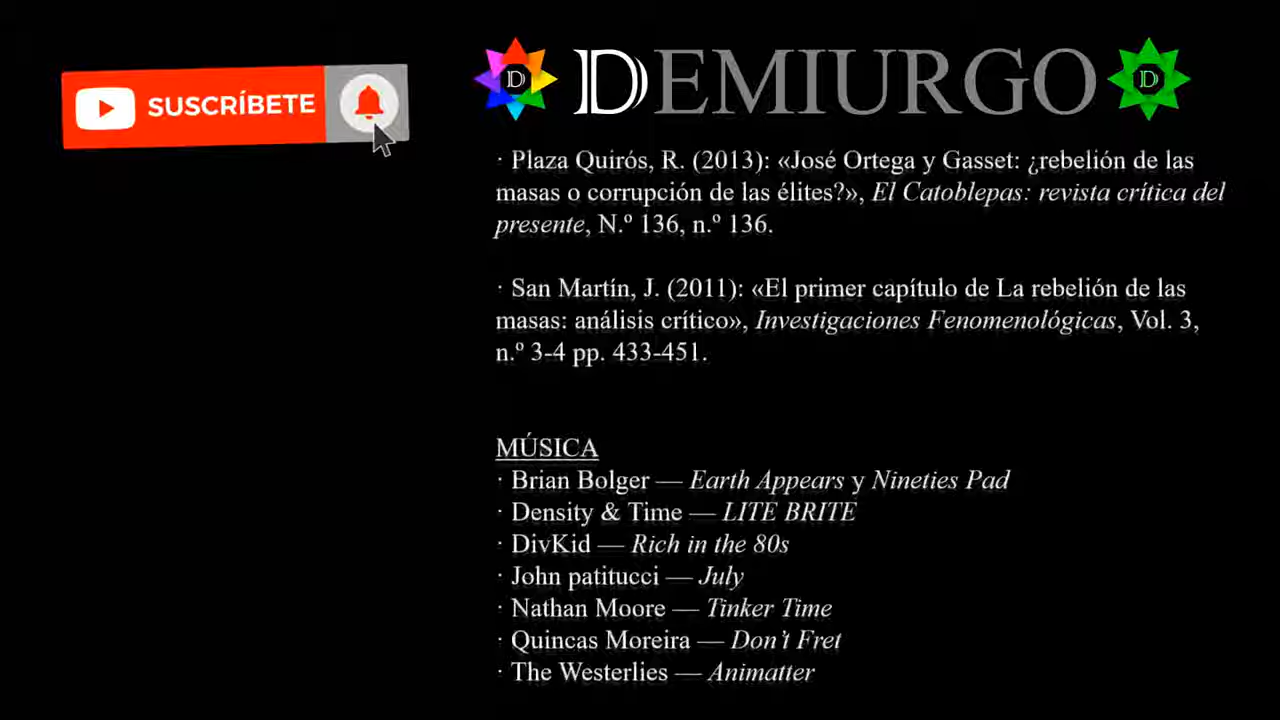 SUSCRÍBETE
D DEMIURGO D
· Plaza Quirós, R. (2013): «José Ortega y Gasset: ¿rebelión de las
masas o corrupción de las élites?», El Catoblepas: revista crítica del
presente, N.º 136, n.º 136.
· San Martín, J. (2011): «El primer capítulo de La rebelión de las
masas: análisis crítico», Investigaciones Fenomenológicas, Vol. 3,
n.º 3-4 pp. 433-451.
MÚSICA
· Brian Bolger — Earth Appears y Nineties Pad
· Density & Time — LITE BRITE
· DivKid — Rich in the 80s
· John patitucci — July
· Nathan Moore — Tinker Time
· Quincas Moreira — Don't Fret
· The Westerlies — Animatter